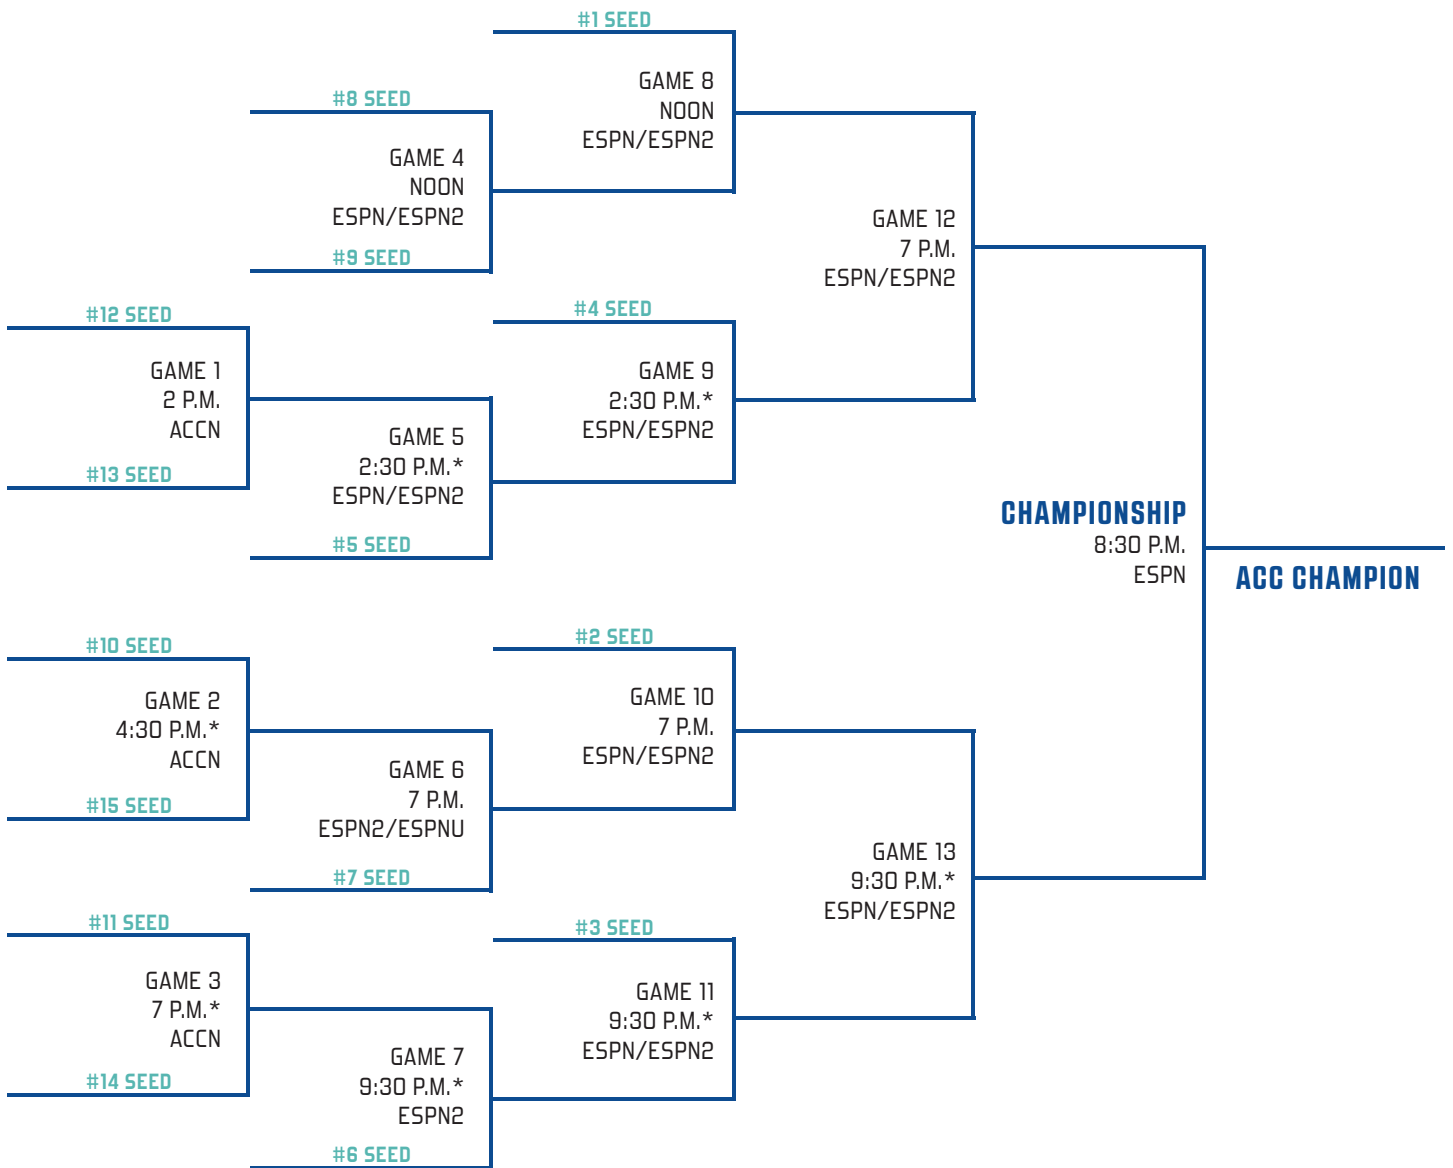 #1 SEED
GAME 8
NOON
ESPN/ESPN2
#8 SEED
GAME 4
NOON
ESPN/ESPN2
#9 SEED
GAME 12
7 P.M.
ESPN/ESPN2
#12 SEED
GAME 1
2 P.M.
ACCN
#13 SEED
#4 SEED
GAME 9
2:30 P.M.*
ESPN/ESPN2
GAME 5
2:30 P.M.*
ESPN/ESPN2
#5 SEED
CHAMPIONSHIP
8:30 P.M.
ESPN
ACC CHAMPION
#10 SEED
GAME 2
4:30 P.M.*
ACCN
#15 SEED
#2 SEED
GAME 10
7 P.M.
ESPN/ESPN2
GAME 6
7 P.M.
ESPN2/ESPNU
#7 SEED
GAME 13
9:30 P.M.*
ESPN/ESPN2
#11 SEED
GAME 3
7 P.M.*
ACCN
#14 SEED
#3 SEED
GAME 11
9:30 P.M.*
ESPN/ESPN2
GAME 7
9:30 P.M.*
ESPN2
#6 SEED